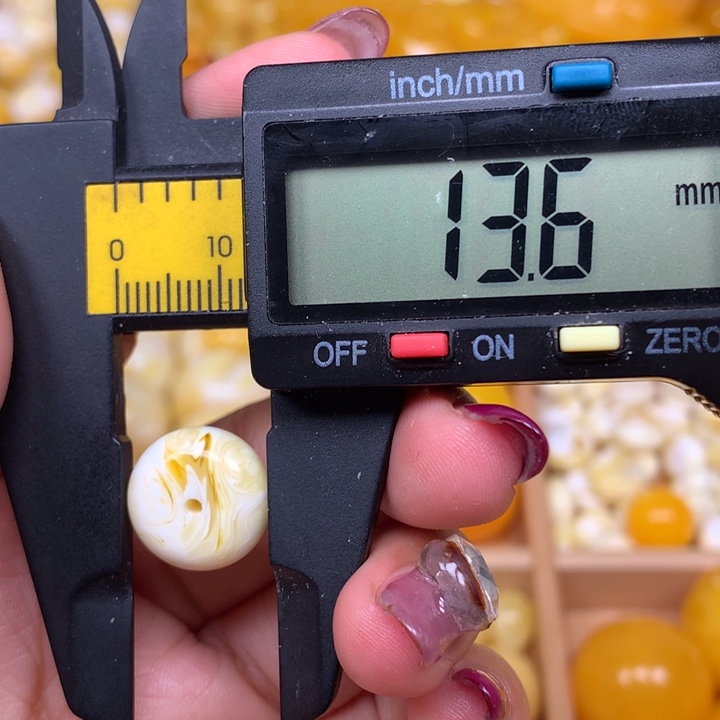 inch/mm
13.6 mm
0 10
OFF ON ZERO